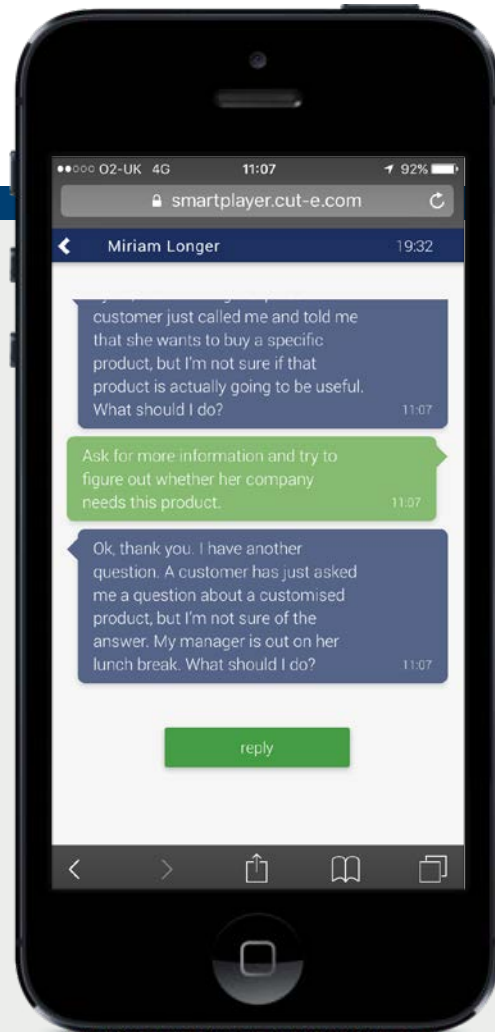 O2-UK 4G 11:07 92%
smartplayer.cut-e.com
Miriam Longer 19:32
customer just called me and told me
that she wants to buy a specific
product, but I'm not sure if that
product is actually going to be useful.
What should I do? 11:07
Ask for more information and try to
figure out whether her company
needs this product. 11:07
Ok, thank you. I have another
question. A customer has just asked
me a question about a customised
product, but I'm not sure of the
answer. My manager is out on her
lunch break. What should I do? 11:07
reply